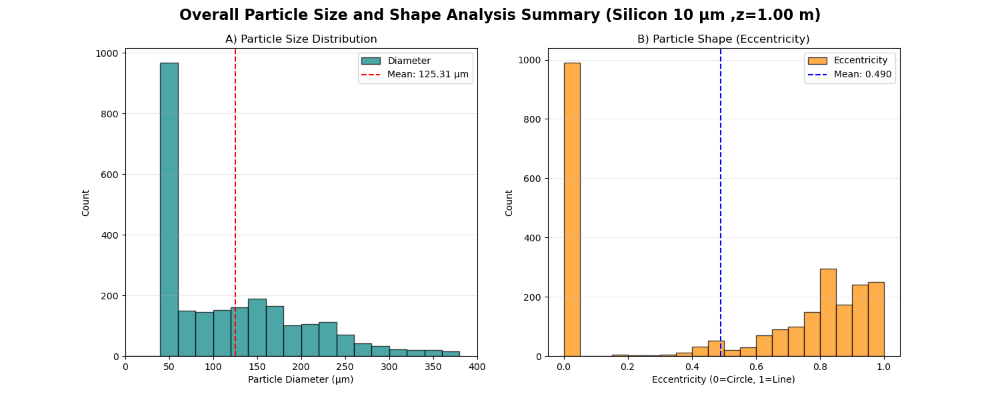 Overall Particle Size and Shape Analysis Summary (Silicon 10 µm ,z=1.00 m)
A) Particle Size Distribution
1000
800
600
400
200
0
Count
0 50 100 150 200 250 300 350 400
Particle Diameter (µm)
Diameter
Mean: 125.31 µm
B) Particle Shape (Eccentricity)
1000
800
600
400
200
0
Count
0.0 0.2 0.4 0.6 0.8 1.0
Eccentricity (0=Circle, 1=Line)
Eccentricity
Mean: 0.490